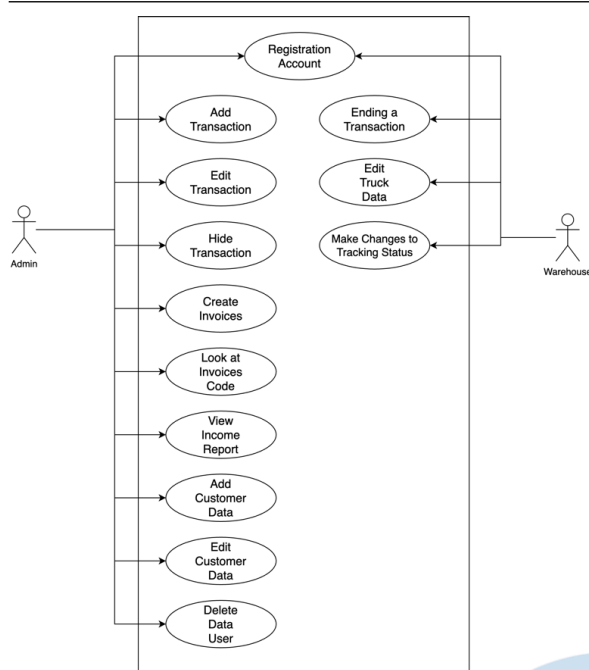 Registration
Account
Add
Transaction
Ending a
Transaction
Edit
Transaction
Edit
Truck
Data
Hide
Transaction
Make Changes to
Tracking Status
Admin
Warehouse
Create
Invoices
Look at
Invoices
Code
View
Income
Report
Add
Customer
Data
Edit
Customer
Data
Delete
Data
User